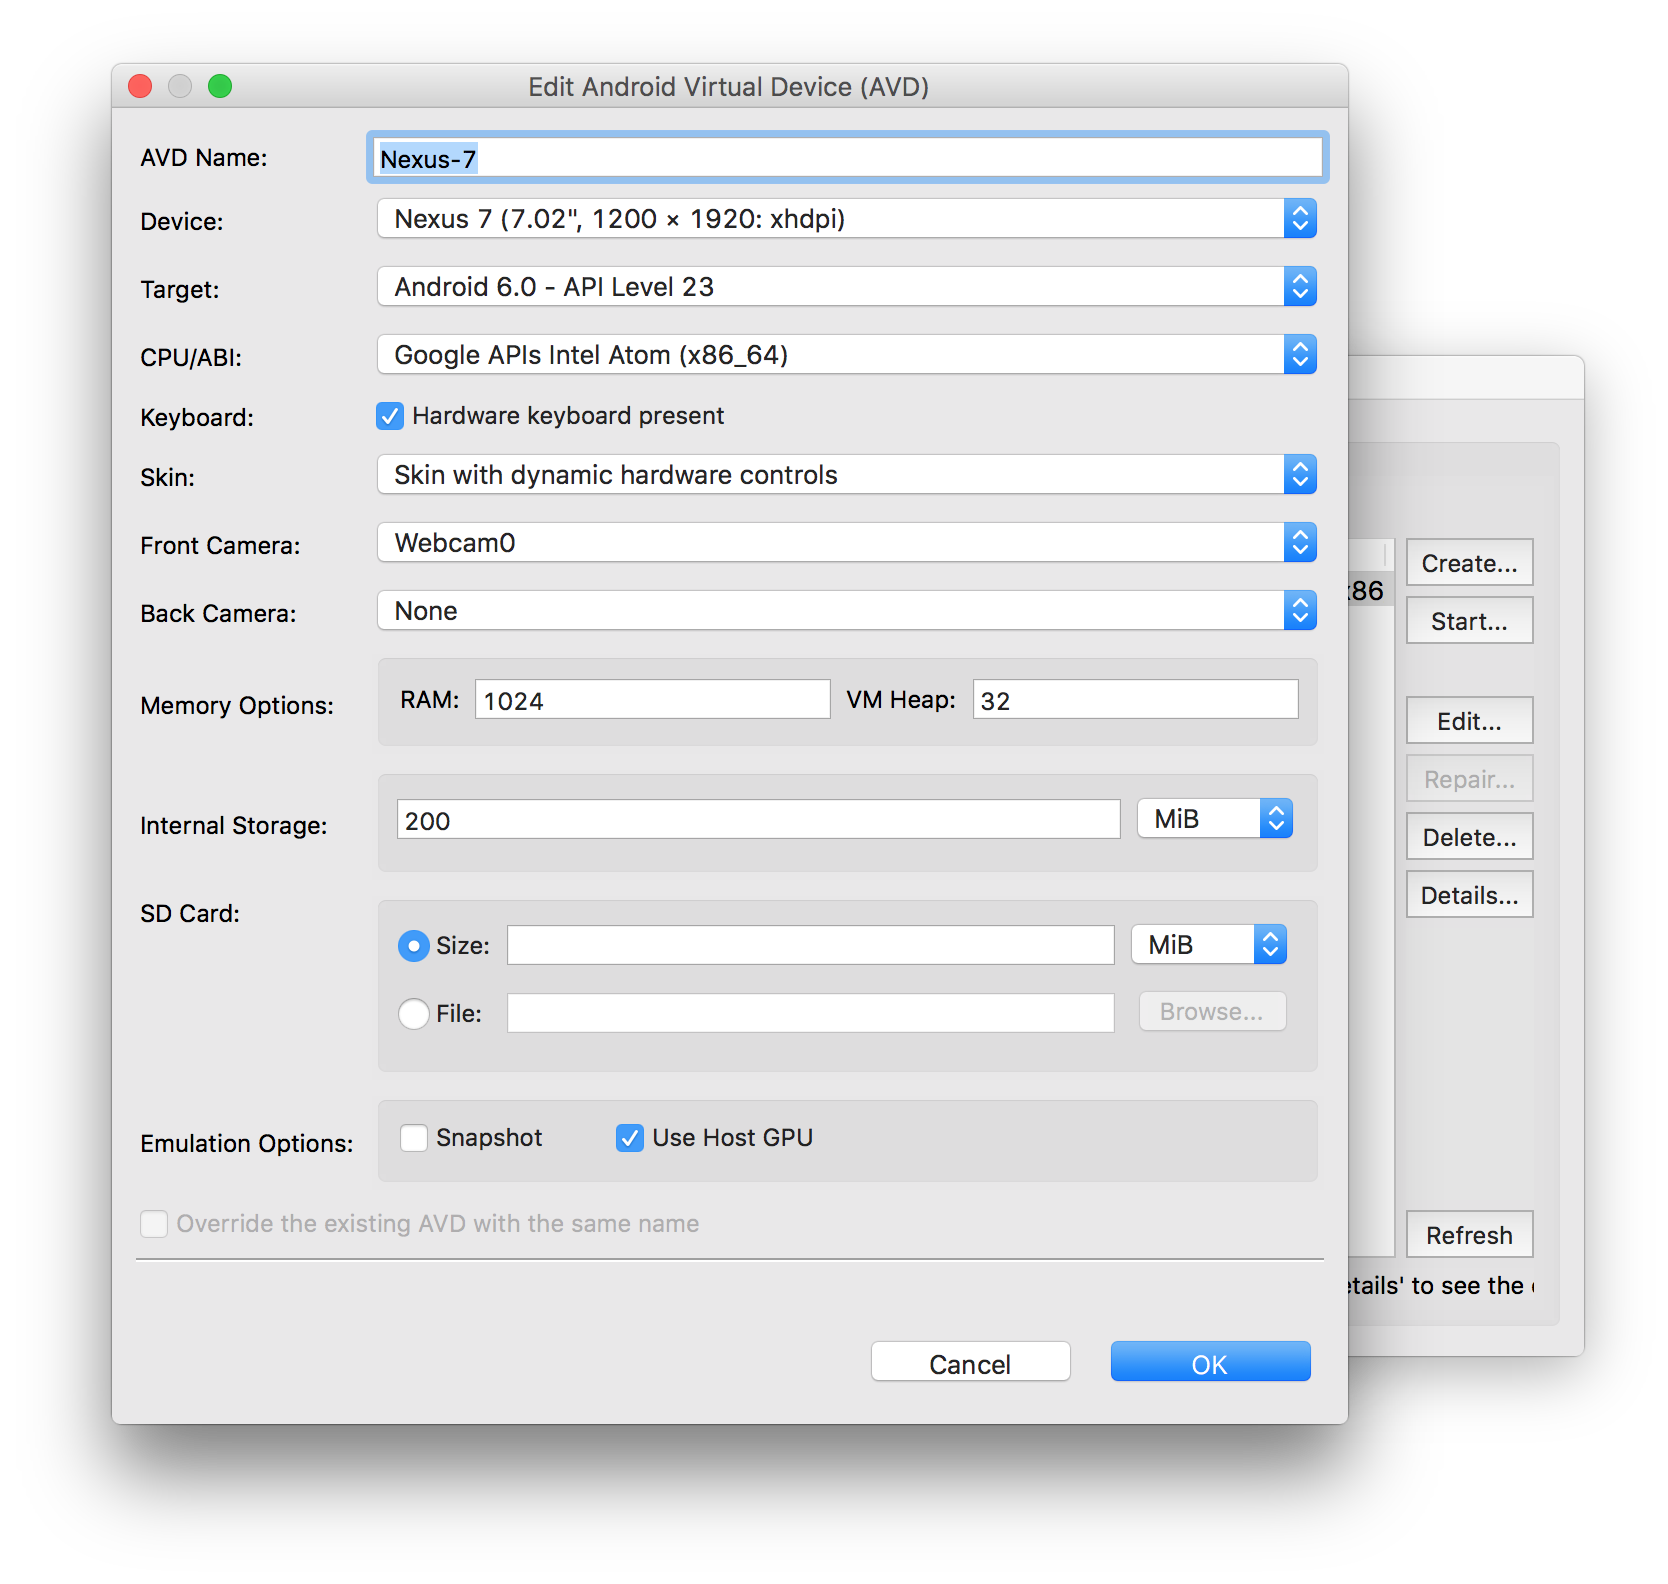 Edit Android Virtual Device (AVD)
AVD Name: Nexus-7
Device: Nexus 7 (7.02", 1200 × 1920: xhdpi)
Target: Android 6.0 - API Level 23
CPU/ABI: Google APIs Intel Atom (x86_64)
Keyboard: Hardware keyboard present
Skin: Skin with dynamic hardware controls
Front Camera: Webcam0
Back Camera: None
Memory Options: RAM: 1024 VM Heap: 32
Internal Storage: 200 MiB
SD Card:
Size: MiB
File: Browse...
Emulation Options: Snapshot Use Host GPU
Override the existing AVD with the same name
Cancel OK
Create...
x86
Start...
Edit...
Repair...
Delete...
Details...
Refresh
etails' to see the